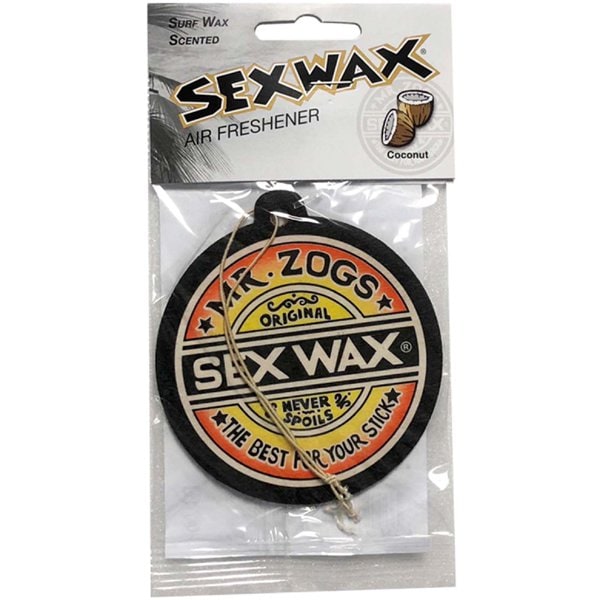 Surf Wax
Scented
SEXWAX®
AIR FRESHENER
Coconut
MR. ZOGS
ORIGINAL
SEX WAX®
NEVER
SPOILS
THE BEST FOR YOUR STICK